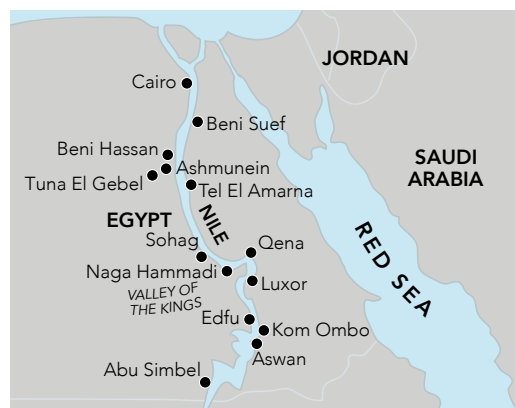 JORDAN
Cairo
Beni Suef
Beni Hassan
Ashmunein
Tuna El Gebel
Tel El Amarna
SAUDI
ARABIA
EGYPT
NILE
Sohag
Qena
RED SEA
Naga Hammadi
Luxor
VALLEY OF
THE KINGS
Edfu
Kom Ombo
Aswan
Abu Simbel